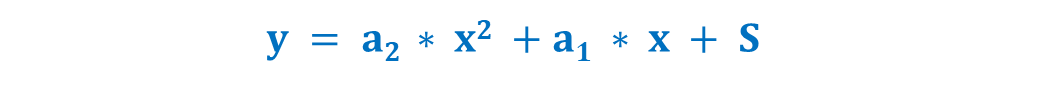 y = a₂ * x² + a₁ * x + S